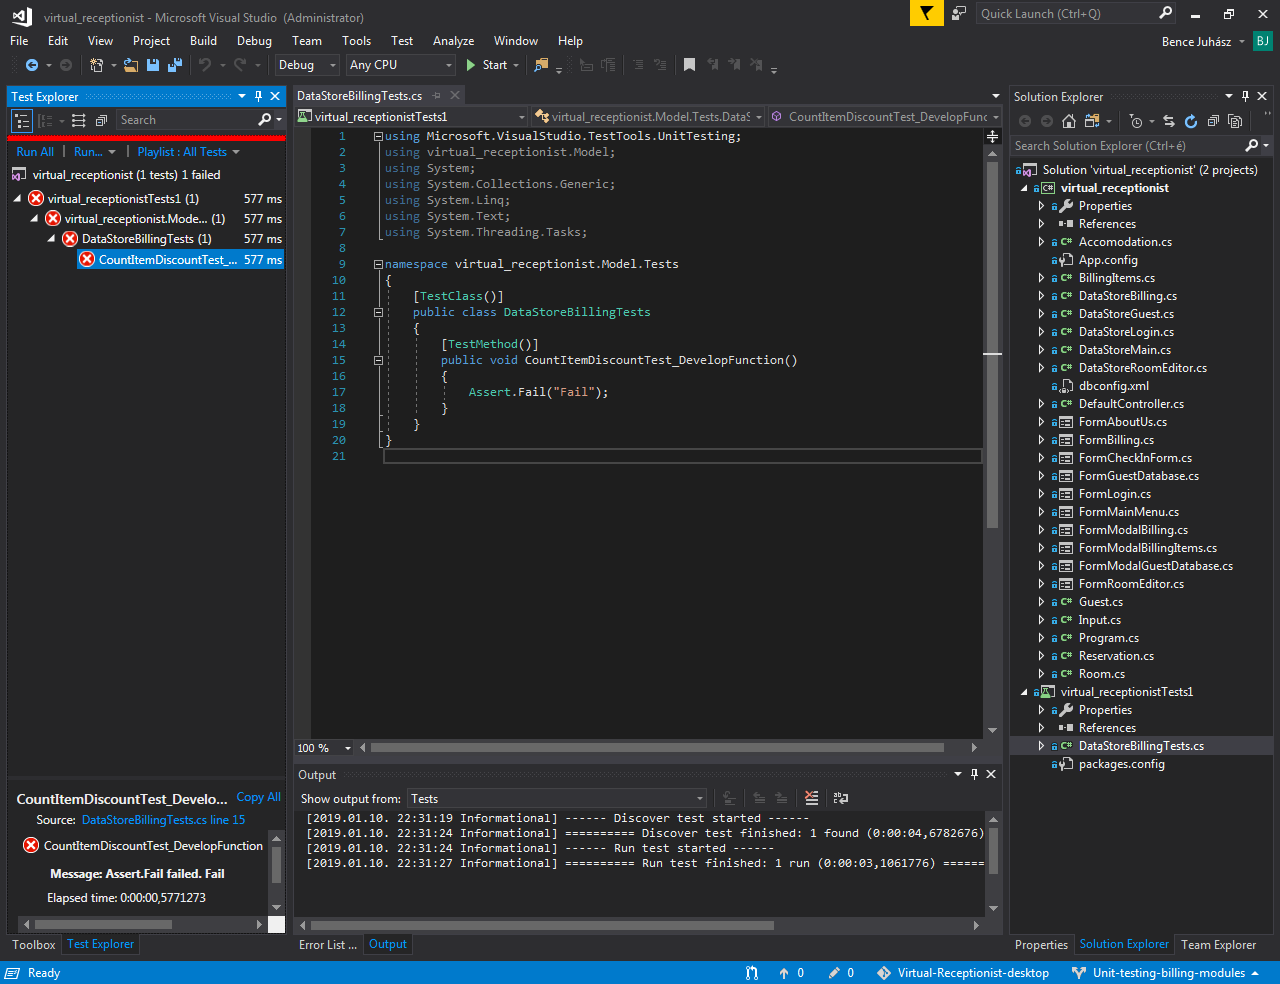 virtual_receptionist - Microsoft Visual Studio (Administrator)
Quick Launch (Ctrl+Q)
File Edit View Project Build Debug Team Tools Test Analyze Window Help
Bence Juhász BJ
Debug Any CPU Start
Test Explorer
Search
Run All Run... Playlist : All Tests
virtual_receptionist (1 tests) 1 failed
virtual_receptionistTests1 (1) 577 ms
virtual_receptionist.Mode... (1) 577 ms
DataStoreBillingTests (1) 577 ms
CountItemDiscountTest_... 577 ms
CountItemDiscountTest_Develo... Copy All
Source: DataStoreBillingTests.cs line 15
CountItemDiscountTest_DevelopFunction
Message: Assert.Fail failed. Fail
Elapsed time: 0:00:00,5771273
Toolbox Test Explorer
DataStoreBillingTests.cs
virtual_receptionistTests1 virtual_receptionist.Model.Tests.DataS CountItemDiscountTest_DevelopFunc
1 using Microsoft.VisualStudio.TestTools.UnitTesting;
2 using virtual_receptionist.Model;
3 using System;
4 using System.Collections.Generic;
5 using System.Linq;
6 using System.Text;
7 using System.Threading.Tasks;
8
9 namespace virtual_receptionist.Model.Tests
10 {
11 [TestClass()]
12 public class DataStoreBillingTests
13 {
14 [TestMethod()]
15 public void CountItemDiscountTest_DevelopFunction()
16 {
17 Assert.Fail("Fail");
18 }
19 }
20 }
21
100 %
Output
Show output from: Tests
[2019.01.10. 22:31:19 Informational] ------ Discover test started ------
[2019.01.10. 22:31:24 Informational] ========== Discover test finished: 1 found (0:00:04,6782676)
[2019.01.10. 22:31:24 Informational] ------ Run test started ------
[2019.01.10. 22:31:27 Informational] ========== Run test finished: 1 run (0:00:03,1061776) ======
Error List ... Output
Solution Explorer
Search Solution Explorer (Ctrl+é)
Solution 'virtual_receptionist' (2 projects)
virtual_receptionist
Properties
References
Accomodation.cs
App.config
BillingItems.cs
DataStoreBilling.cs
DataStoreGuest.cs
DataStoreLogin.cs
DataStoreMain.cs
DataStoreRoomEditor.cs
dbconfig.xml
DefaultController.cs
FormAboutUs.cs
FormBilling.cs
FormCheckInForm.cs
FormGuestDatabase.cs
FormLogin.cs
FormMainMenu.cs
FormModalBilling.cs
FormModalBillingItems.cs
FormModalGuestDatabase.cs
FormRoomEditor.cs
Guest.cs
Input.cs
Program.cs
Reservation.cs
Room.cs
virtual_receptionistTests1
Properties
References
DataStoreBillingTests.cs
packages.config
Properties Solution Explorer Team Explorer
Ready 0 0 Virtual-Receptionist-desktop Unit-testing-billing-modules